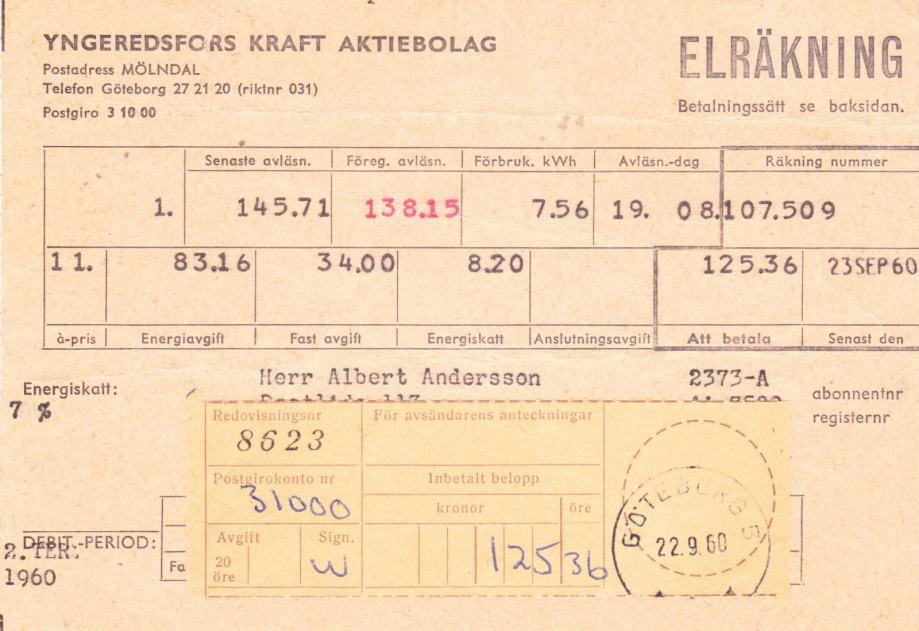 YNGEREDSFORS KRAFT AKTIEBOLAG
Postadress MÖLNDAL
Telefon Göteborg 27 21 20 (riktnr 031)
Postgiro 3 10 00
ELRÄKNING
Betalningssätt se baksidan.
Senaste avläsn. Föreg. avläsn. Förbruk. kWh Avläsn.-dag Räkning nummer
1. 145.71 138.15 7.56 19. 08. 107.509
11. 83.16 34.00 8.20 125.36 23SEP60
à-pris Energiavgift Fast avgift Energiskatt Anslutningsavgift Att betala Senast den
Herr Albert Andersson 2373-A
Energiskatt:
7 %
abonnentnr
registernr
Redovisningsnr För avsändarens anteckningar
8623
Postgirokonto nr Inbetalt belopp
31000
kronor öre
Avgift Sign.
20 öre W 125 36
GÖTEBORG 5
22.9.60
DEBIT.-PERIOD:
2. TER.
1960
Fa